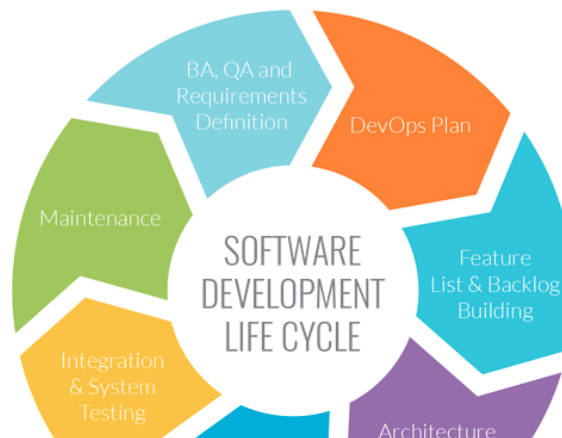 BA, QA and
Requirements
Definition
DevOps Plan
Feature
List & Backlog
Building
Architecture
Integration
& System
Testing
Maintenance
SOFTWARE
DEVELOPMENT
LIFE CYCLE